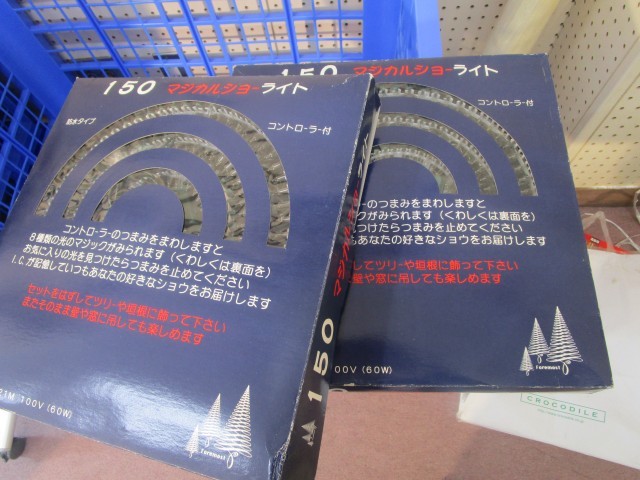 150 マジカルショーライト
防水タイプ
コントローラー付
コントローラーのつまみをまわしますと
8種類の光のマジックがみられます（くわしくは裏面を）
お気に入りの光を見つけたらつまみを止めてください
I.C.が記憶していつもあなたの好きなショウをお届けします
セットをはずしてツリーや垣根に飾って下さい
またそのまま壁や窓に吊しても楽しめます
21M 100V (60W)
Foremost
150 マジカルショ
150 マジカルショーライト
コントローラー付
ーのつまみをまわしますと
ックがみられます（くわしくは裏面を）
を見つけたらつまみを止めてください
もあなたの好きなショウをお届けします
してツリーや垣根に飾って下さい
壁や窓に吊しても楽しめます
00V (60W)
Foremost
CROCODILE